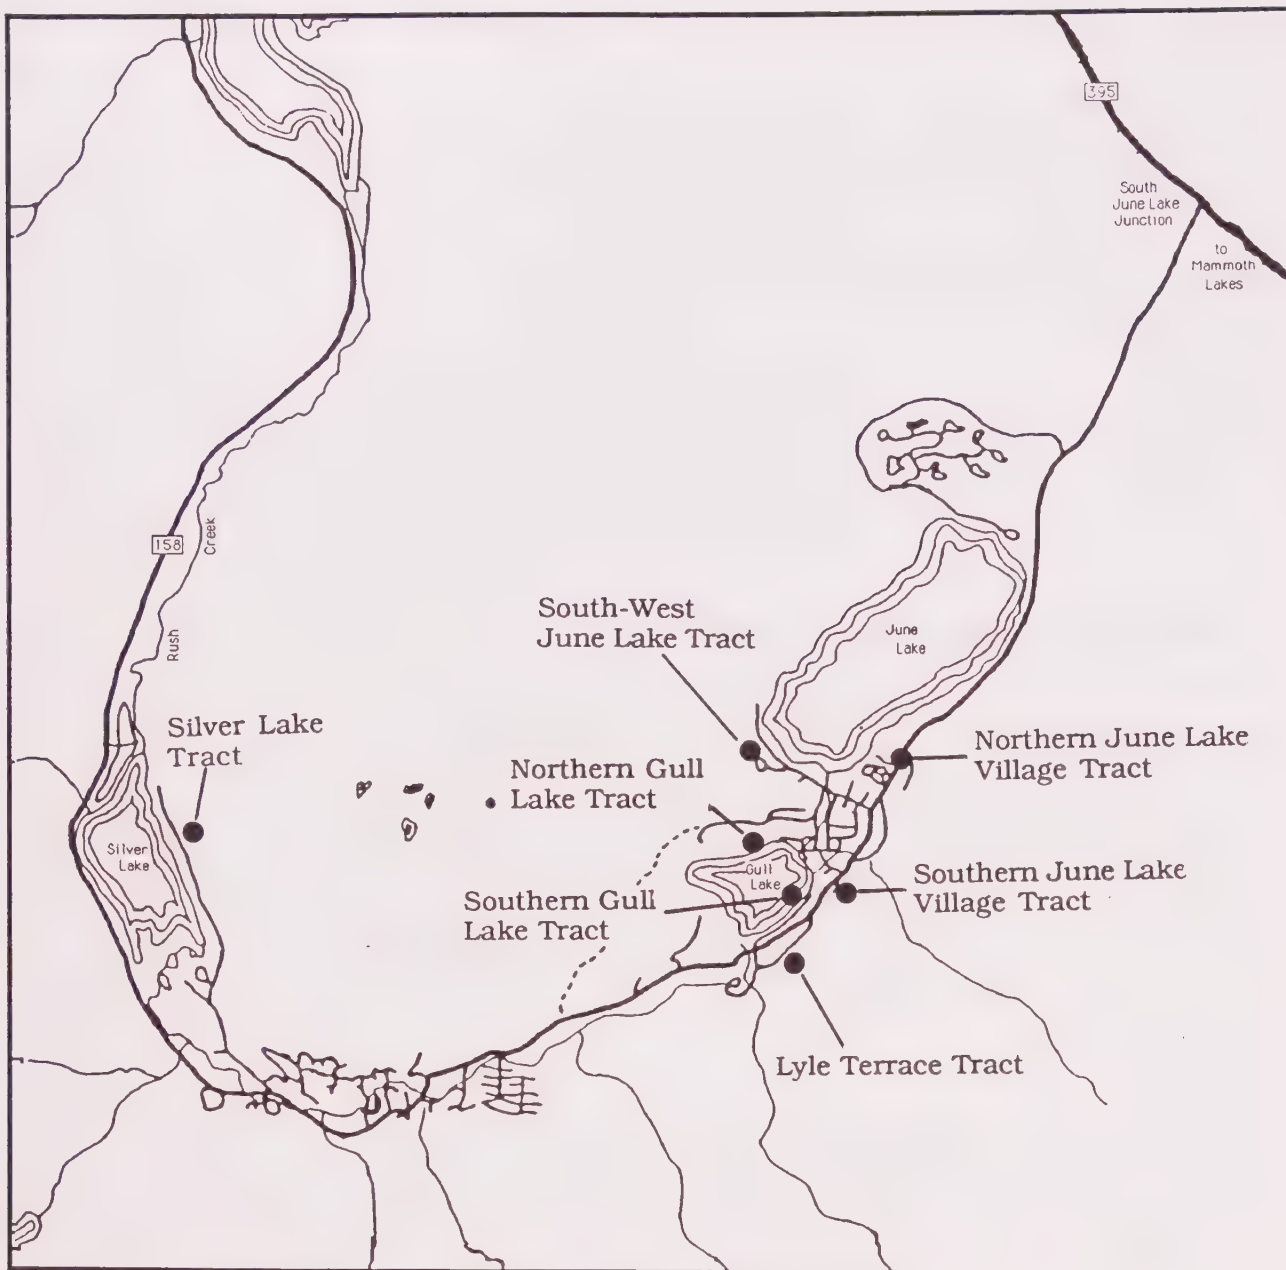 395
South
June Lake
Junction
to
Mammoth
Lakes
158
Creek
Rush
South-West
June Lake Tract
June
Lake
Silver Lake
Tract
Northern Gull
Lake Tract
Northern June Lake
Village Tract
Silver
Lake
Gull
Lake
Southern Gull
Lake Tract
Southern June Lake
Village Tract
Lyle Terrace Tract